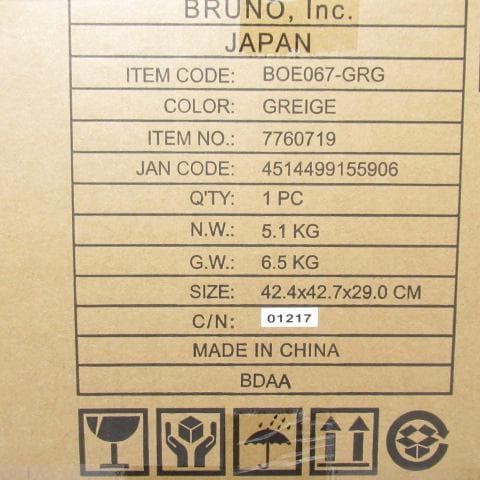 BRUNO, Inc.
JAPAN
ITEM CODE: BOE067-GRG
COLOR: GREIGE
ITEM NO.: 7760719
JAN CODE: 4514499155906
Q'TY: 1 PC
N.W.: 5.1 KG
G.W.: 6.5 KG
SIZE: 42.4x42.7x29.0 CM
C/N: 01217
MADE IN CHINA
BDAA